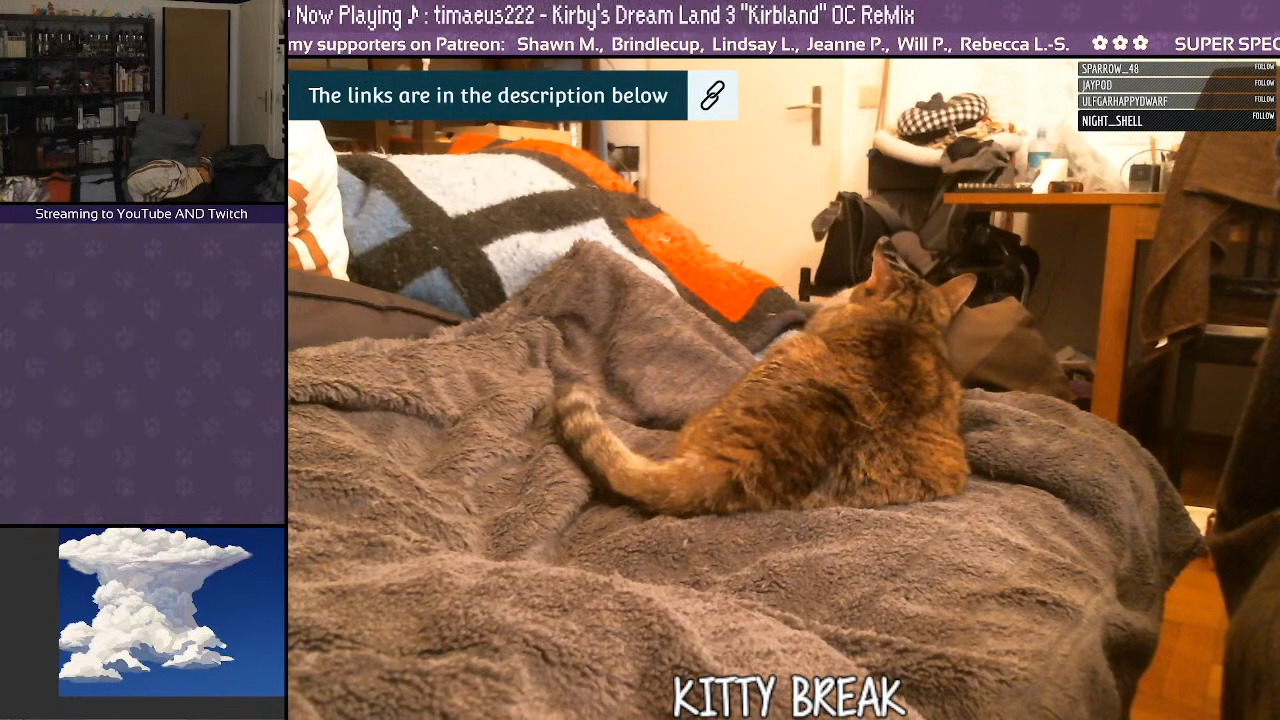 Now Playing ♪ : timaeus222 - Kirby's Dream Land 3 "Kirbland" OC ReMix
my supporters on Patreon: Shawn M., Brindlecup, Lindsay L., Jeanne P., Will P., Rebecca L.-S. ✿ ✿ ✿ SUPER SPEC
The links are in the description below
SPARROW_48 FOLLOW
JAYPOD FOLLOW
ULFGARHAPPYDWARF FOLLOW
NIGHT_SHELL FOLLOW
Streaming to YouTube AND Twitch
KITTY BREAK